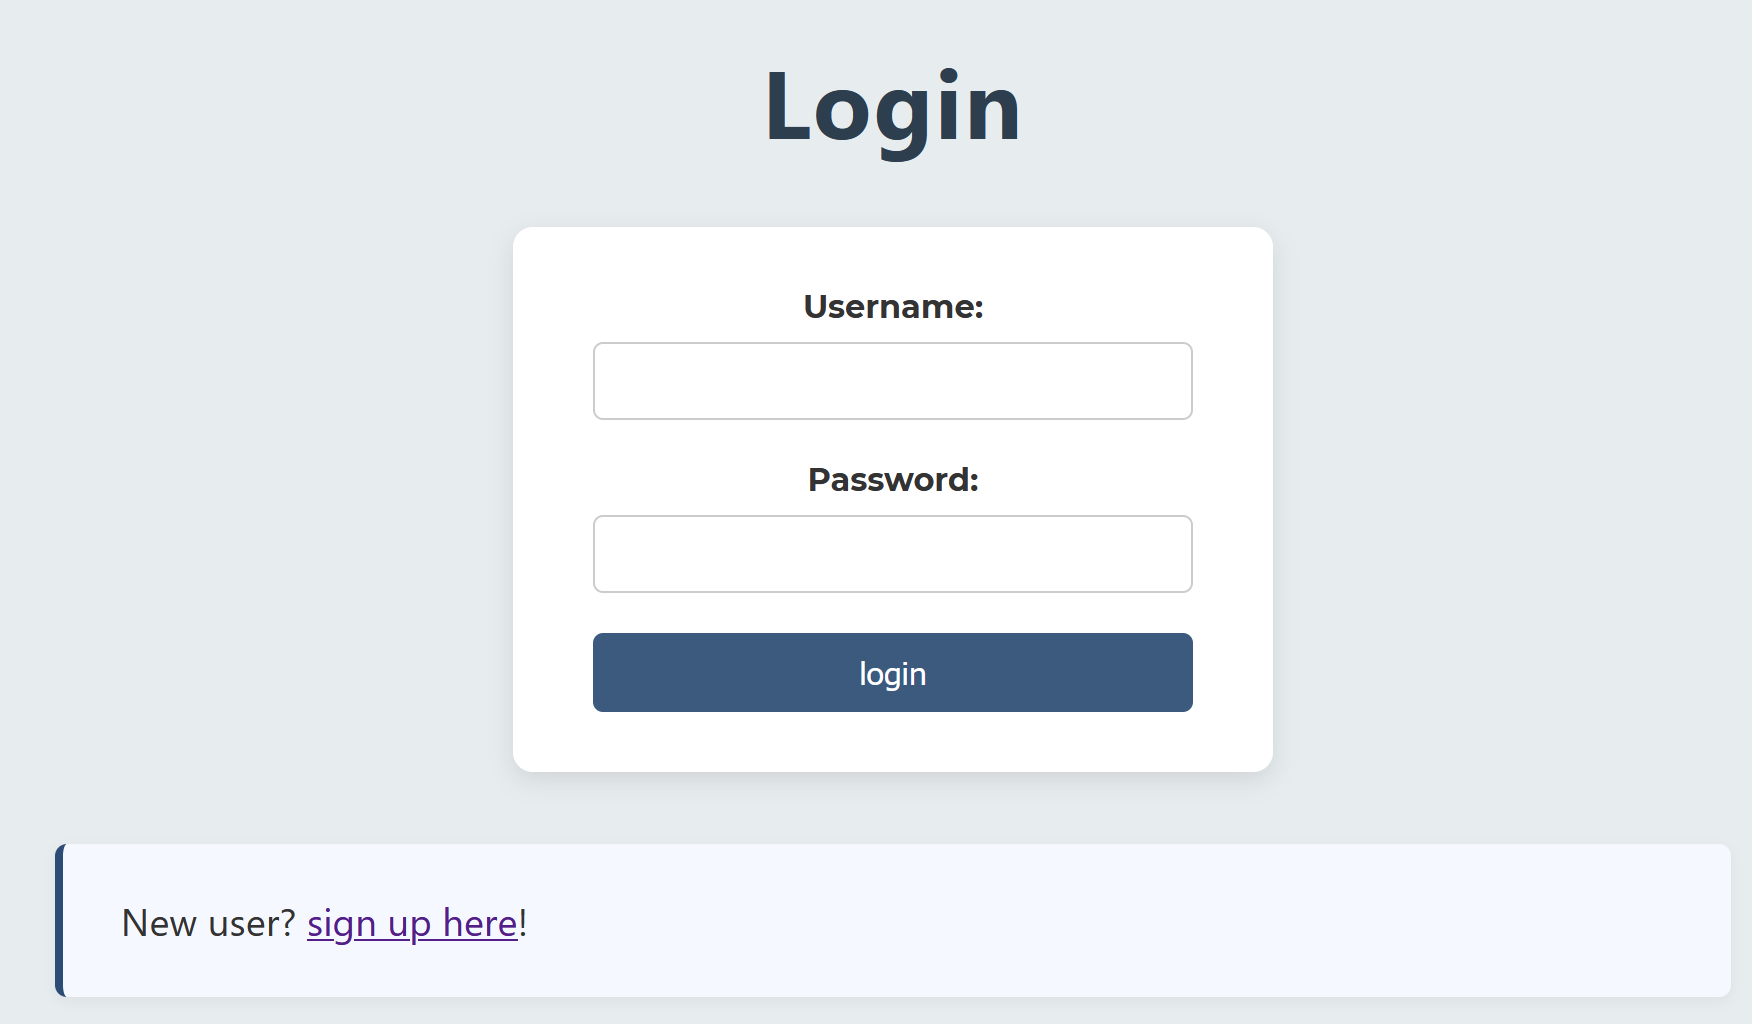 Login
Username:
Password:
login
New user? sign up here!